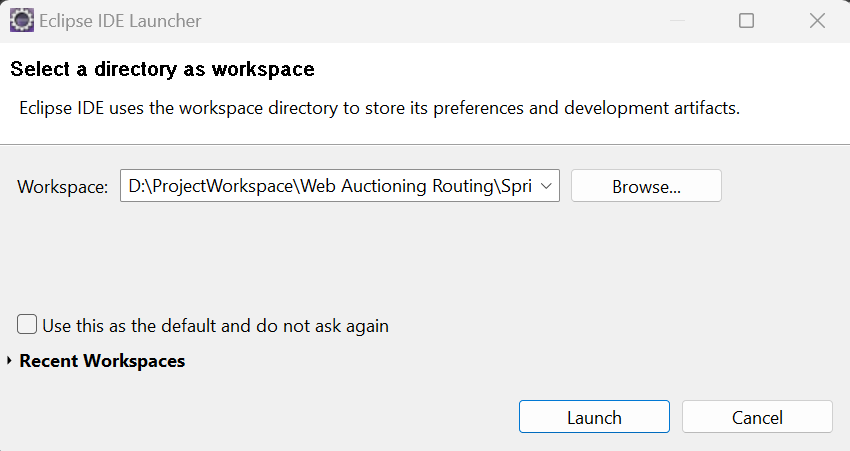 Eclipse IDE Launcher
Select a directory as workspace
Eclipse IDE uses the workspace directory to store its preferences and development artifacts.
Workspace: D:\ProjectWorkspace\Web Auctioning Routing\Spri Browse...
Use this as the default and do not ask again
Recent Workspaces
Launch Cancel